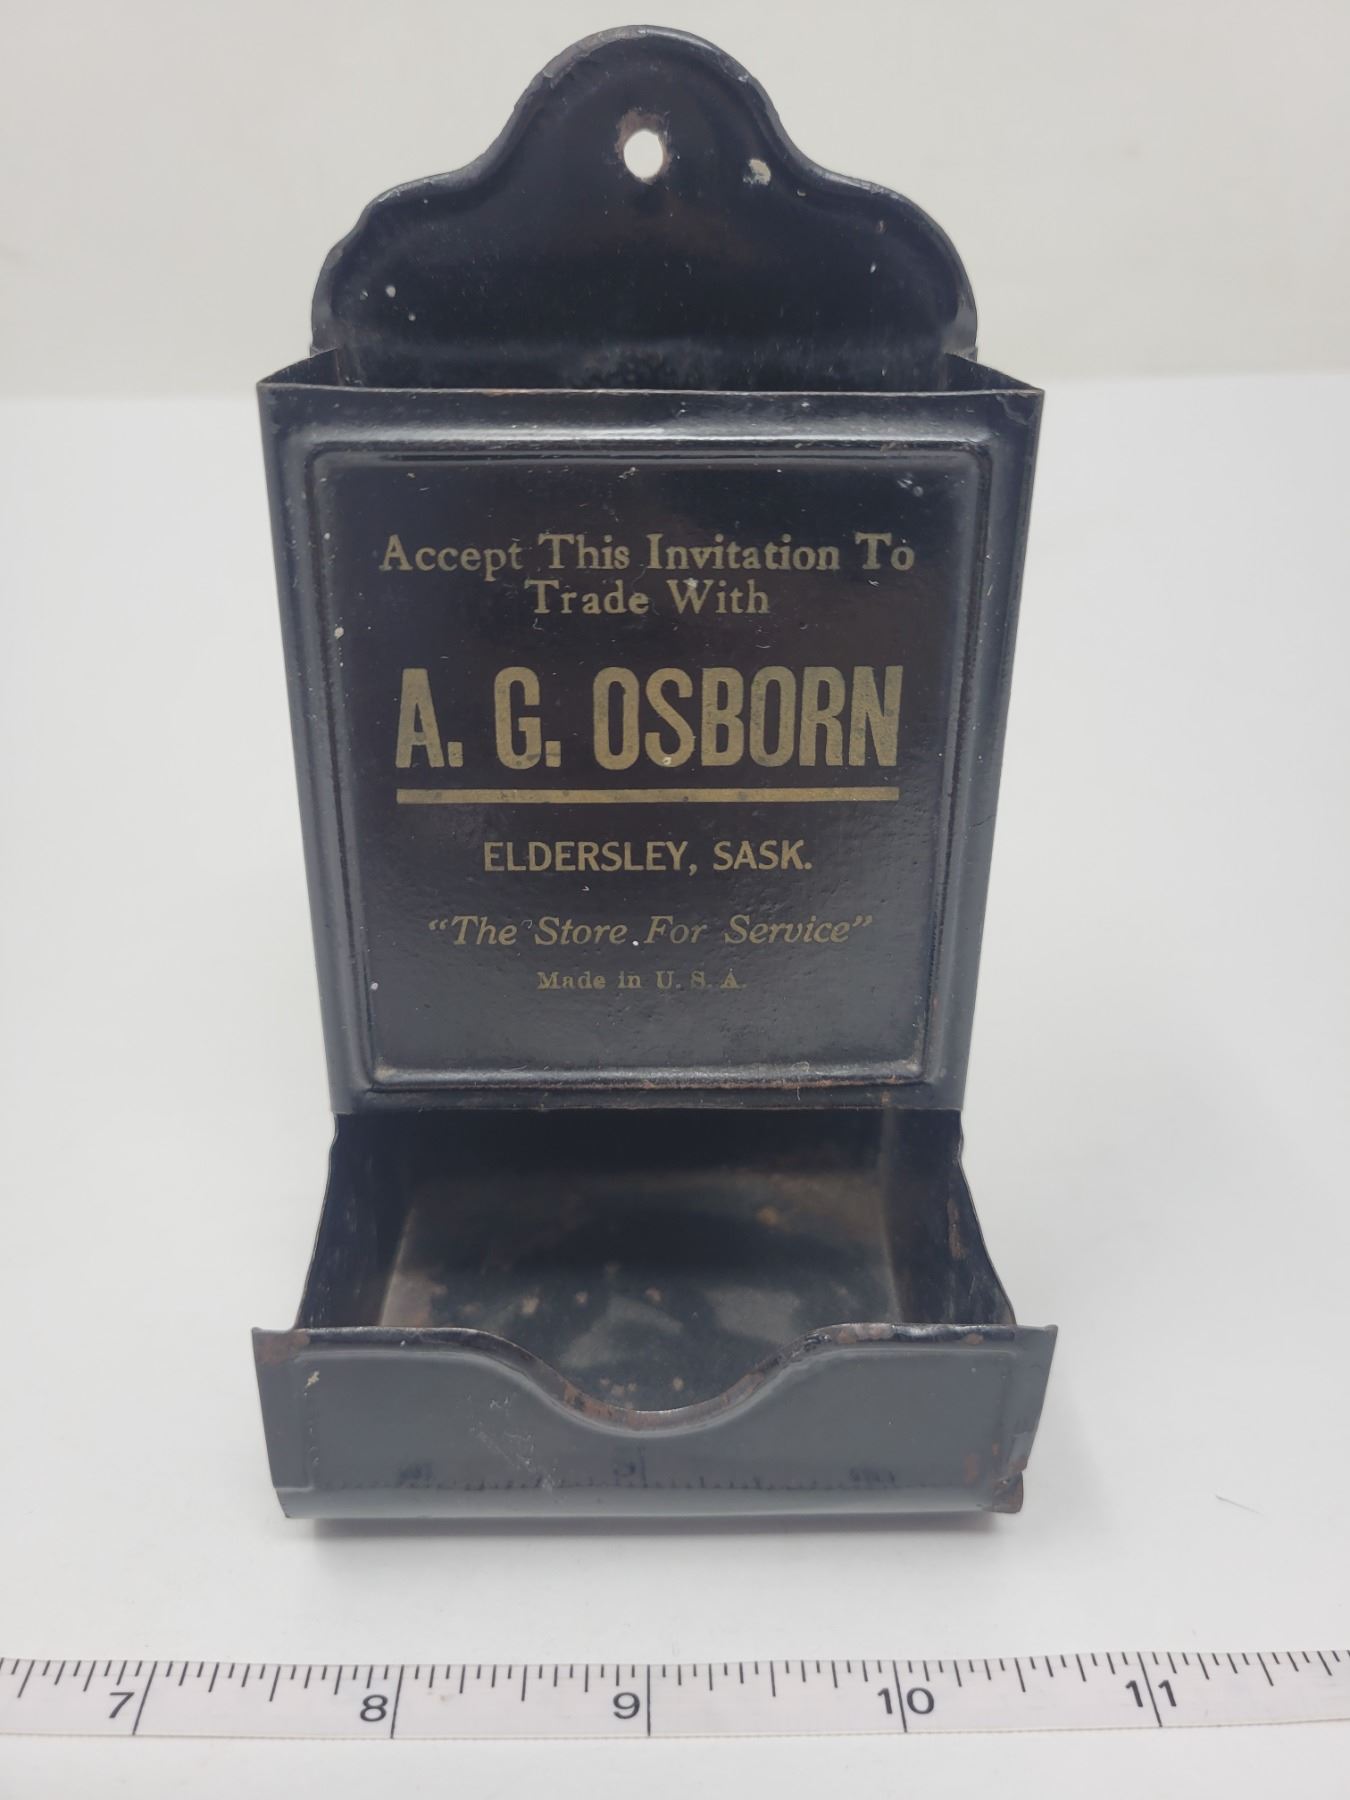 Accept This Invitation To
Trade With
A. G. OSBORN
ELDERSLEY, SASK.
"The Store For Service"
Made in U. S. A.
7 8 9 10 11